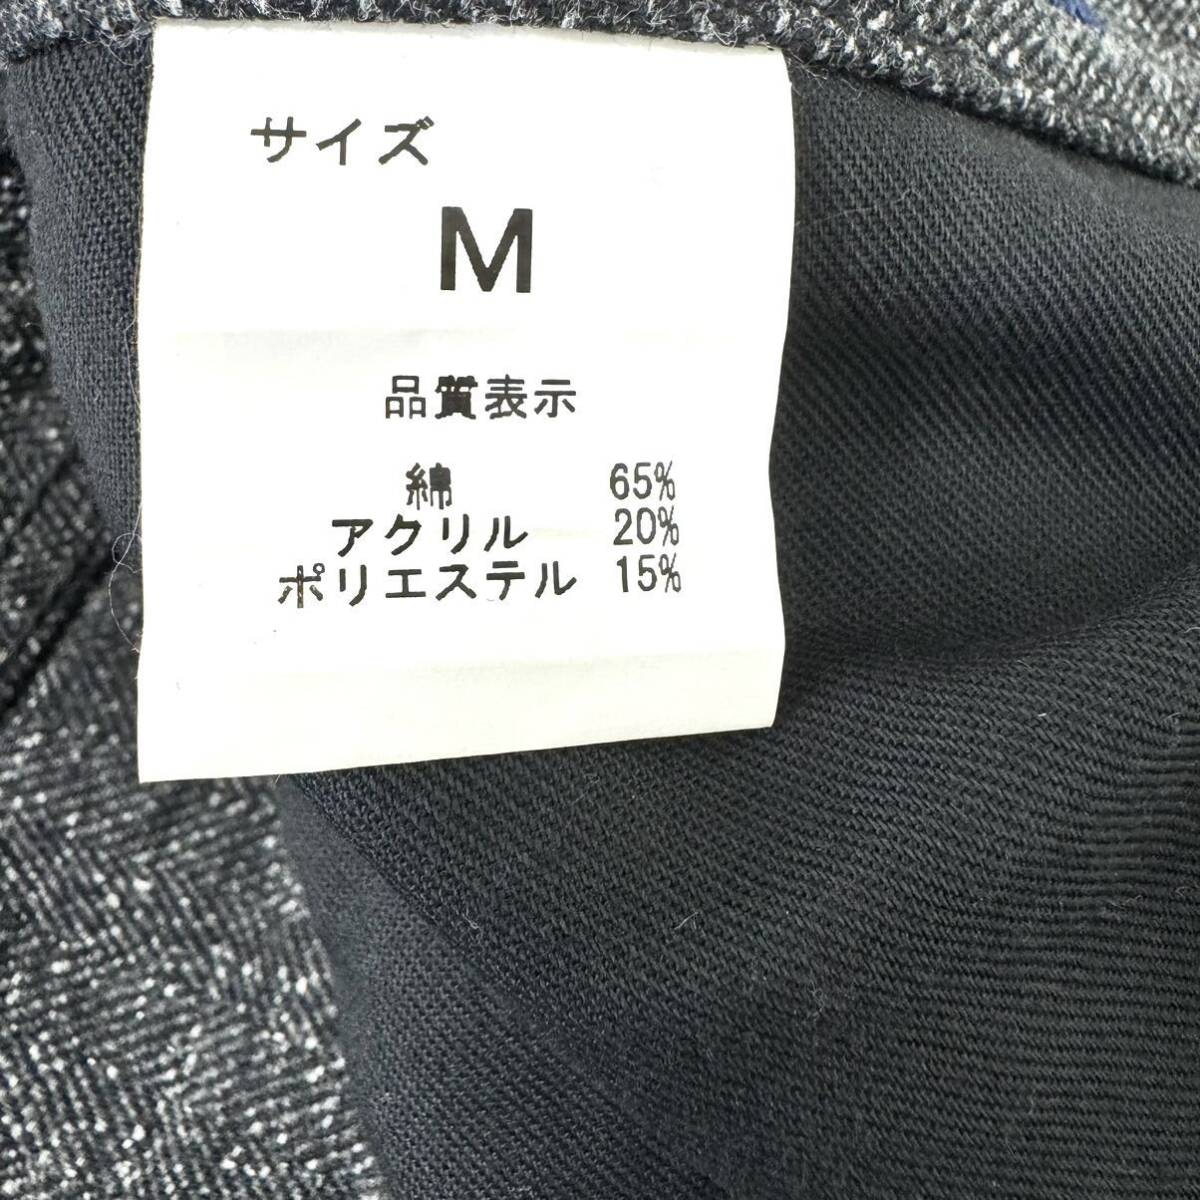 サイズ
M
品質表示
綿 65%
アクリル 20%
ポリエステル 15%